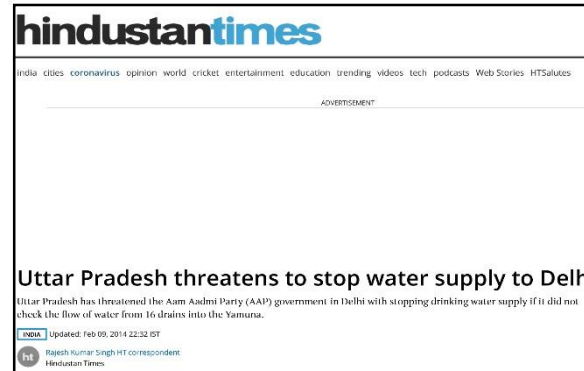 hindustantimes
india cities coronavirus opinion world cricket entertainment education trending videos tech podcasts Web Stories HTSalutes
ADVERTISEMENT
Uttar Pradesh threatens to stop water supply to Delh
Uttar Pradesh has threatened the Aam Aadmi Party (AAP) government in Delhi with stopping drinking water supply if it did not
check the flow of water from 16 drains into the Yamuna.
INDIA Updated: Feb 09, 2014 22:32 IST
ht Rajesh Kumar Singh HT correspondent
Hindustan Times